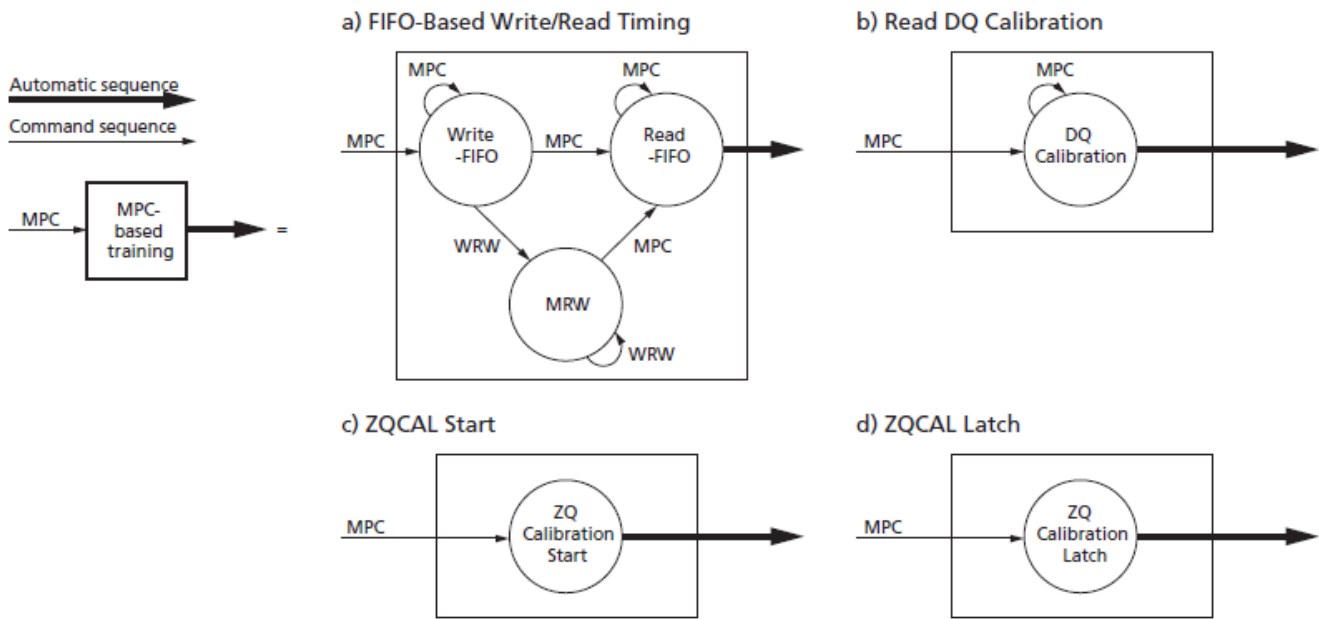 a) FIFO-Based Write/Read Timing
b) Read DQ Calibration
Automatic sequence
Command sequence
MPC
MPC-
based
training
=
MPC
MPC
MPC
Write
-FIFO
MPC
Read
-FIFO
WRW
MPC
MRW
WRW
MPC
MPC
DQ
Calibration
c) ZQCAL Start
d) ZQCAL Latch
MPC
ZQ
Calibration
Start
MPC
ZQ
Calibration
Latch